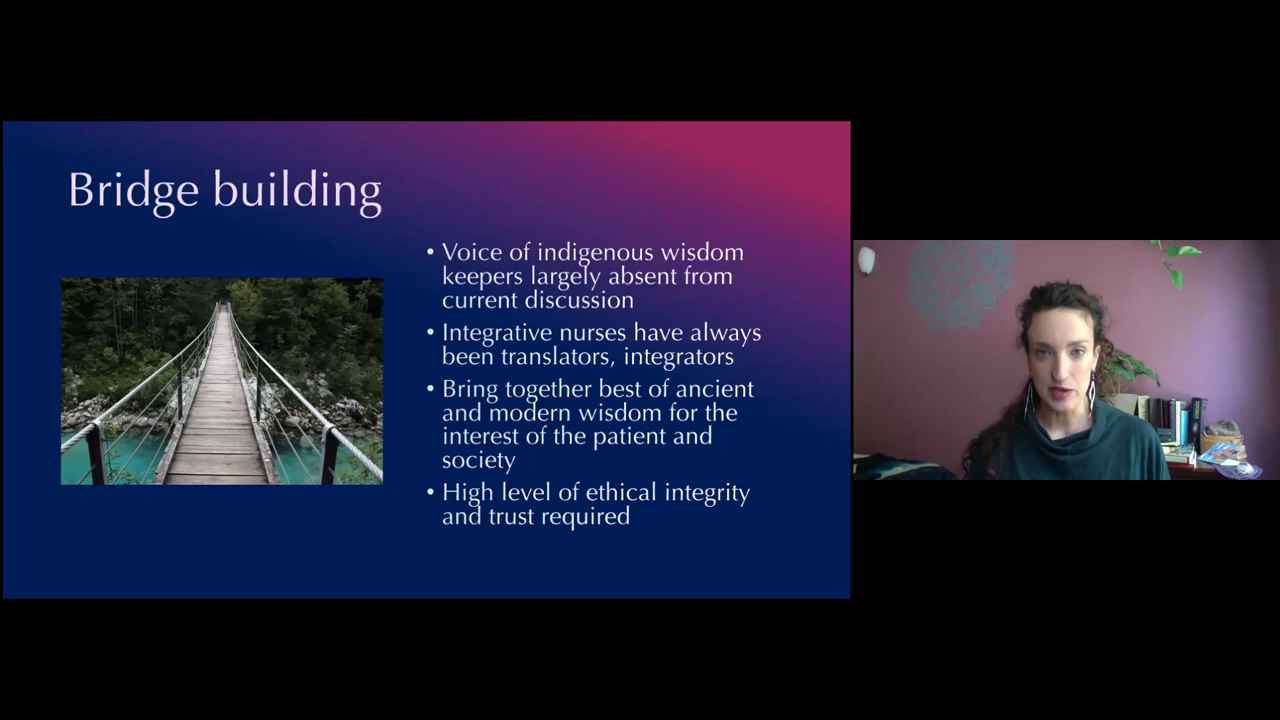 Bridge building
• Voice of indigenous wisdom
keepers largely absent from
current discussion
• Integrative nurses have always
been translators, integrators
• Bring together best of ancient
and modern wisdom for the
interest of the patient and
society
• High level of ethical integrity
and trust required